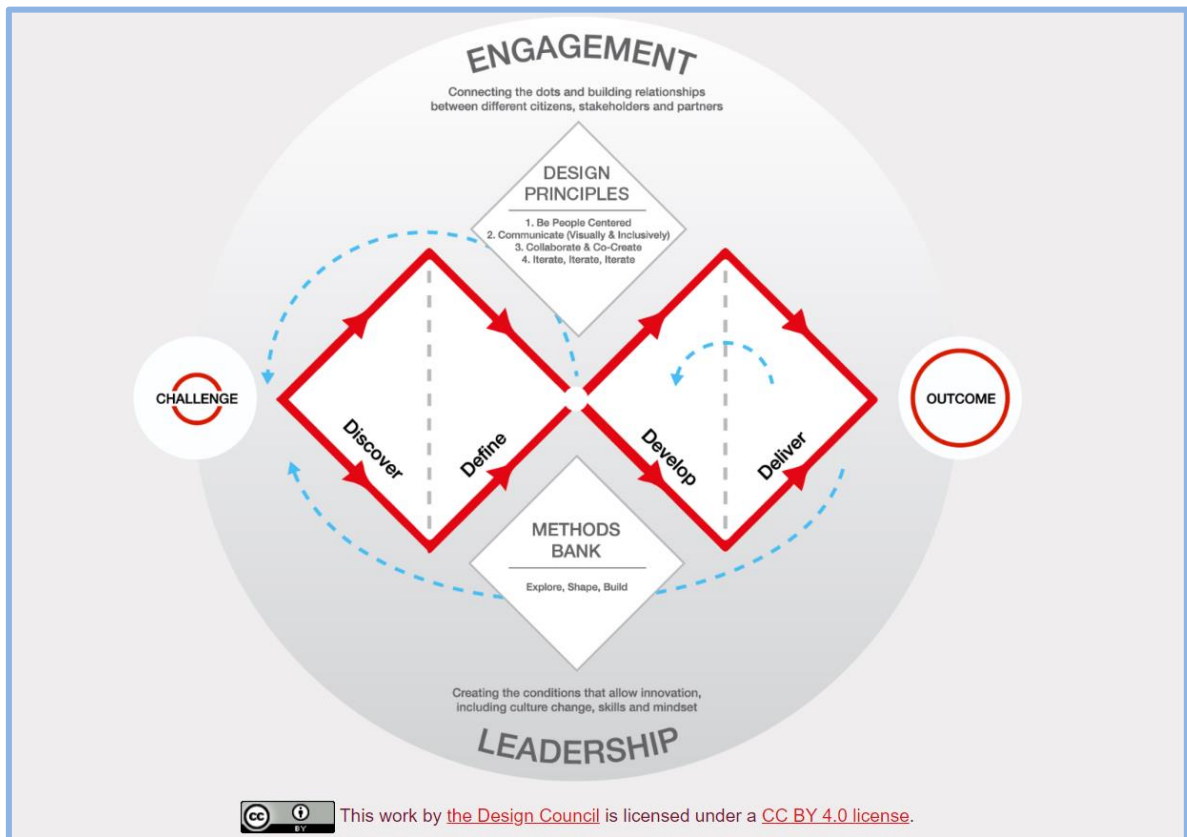 ENGAGEMENT
Connecting the dots and building relationships
between different citizens, stakeholders and partners
DESIGN
PRINCIPLES
1. Be People Centered
2. Communicate (Visually & Inclusively)
3. Collaborate & Co-Create
4. Iterate, Iterate, Iterate
CHALLENGE
Discover
Define
Develop
Deliver
OUTCOME
METHODS
BANK
Explore, Shape, Build
Creating the conditions that allow innovation,
including culture change, skills and mindset
LEADERSHIP
cc BY This work by the Design Council is licensed under a CC BY 4.0 license.